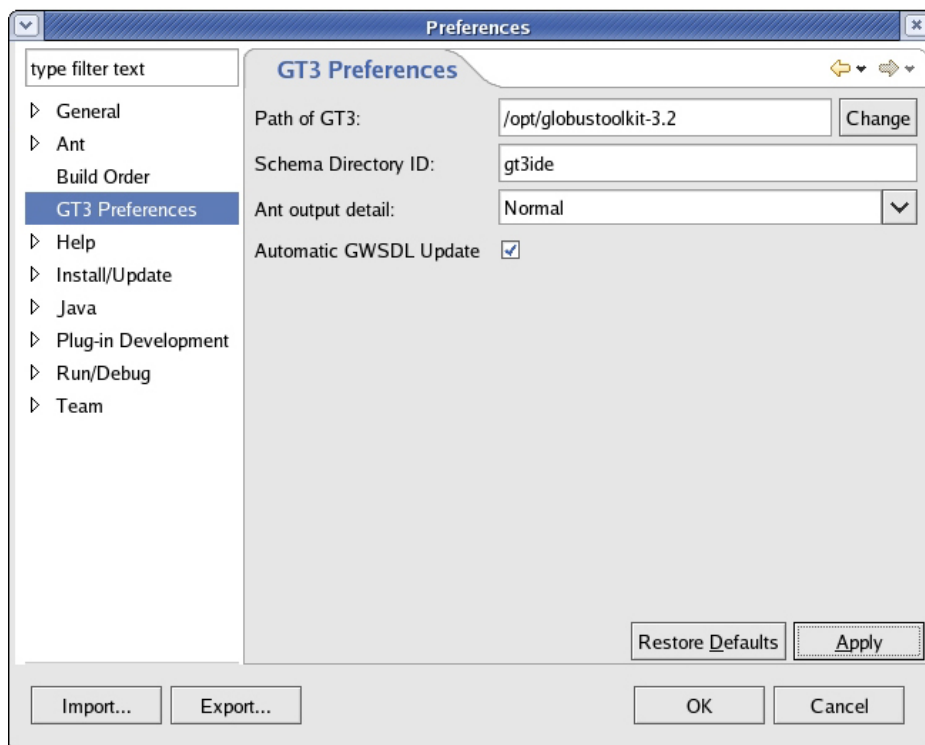 Preferences
type filter text
General
Ant
Build Order
GT3 Preferences
Help
Install/Update
Java
Plug-in Development
Run/Debug
Team
GT3 Preferences
Path of GT3: /opt/globustoolkit-3.2 Change
Schema Directory ID: gt3ide
Ant output detail: Normal
Automatic GWSDL Update
Restore Defaults Apply
Import... Export... OK Cancel